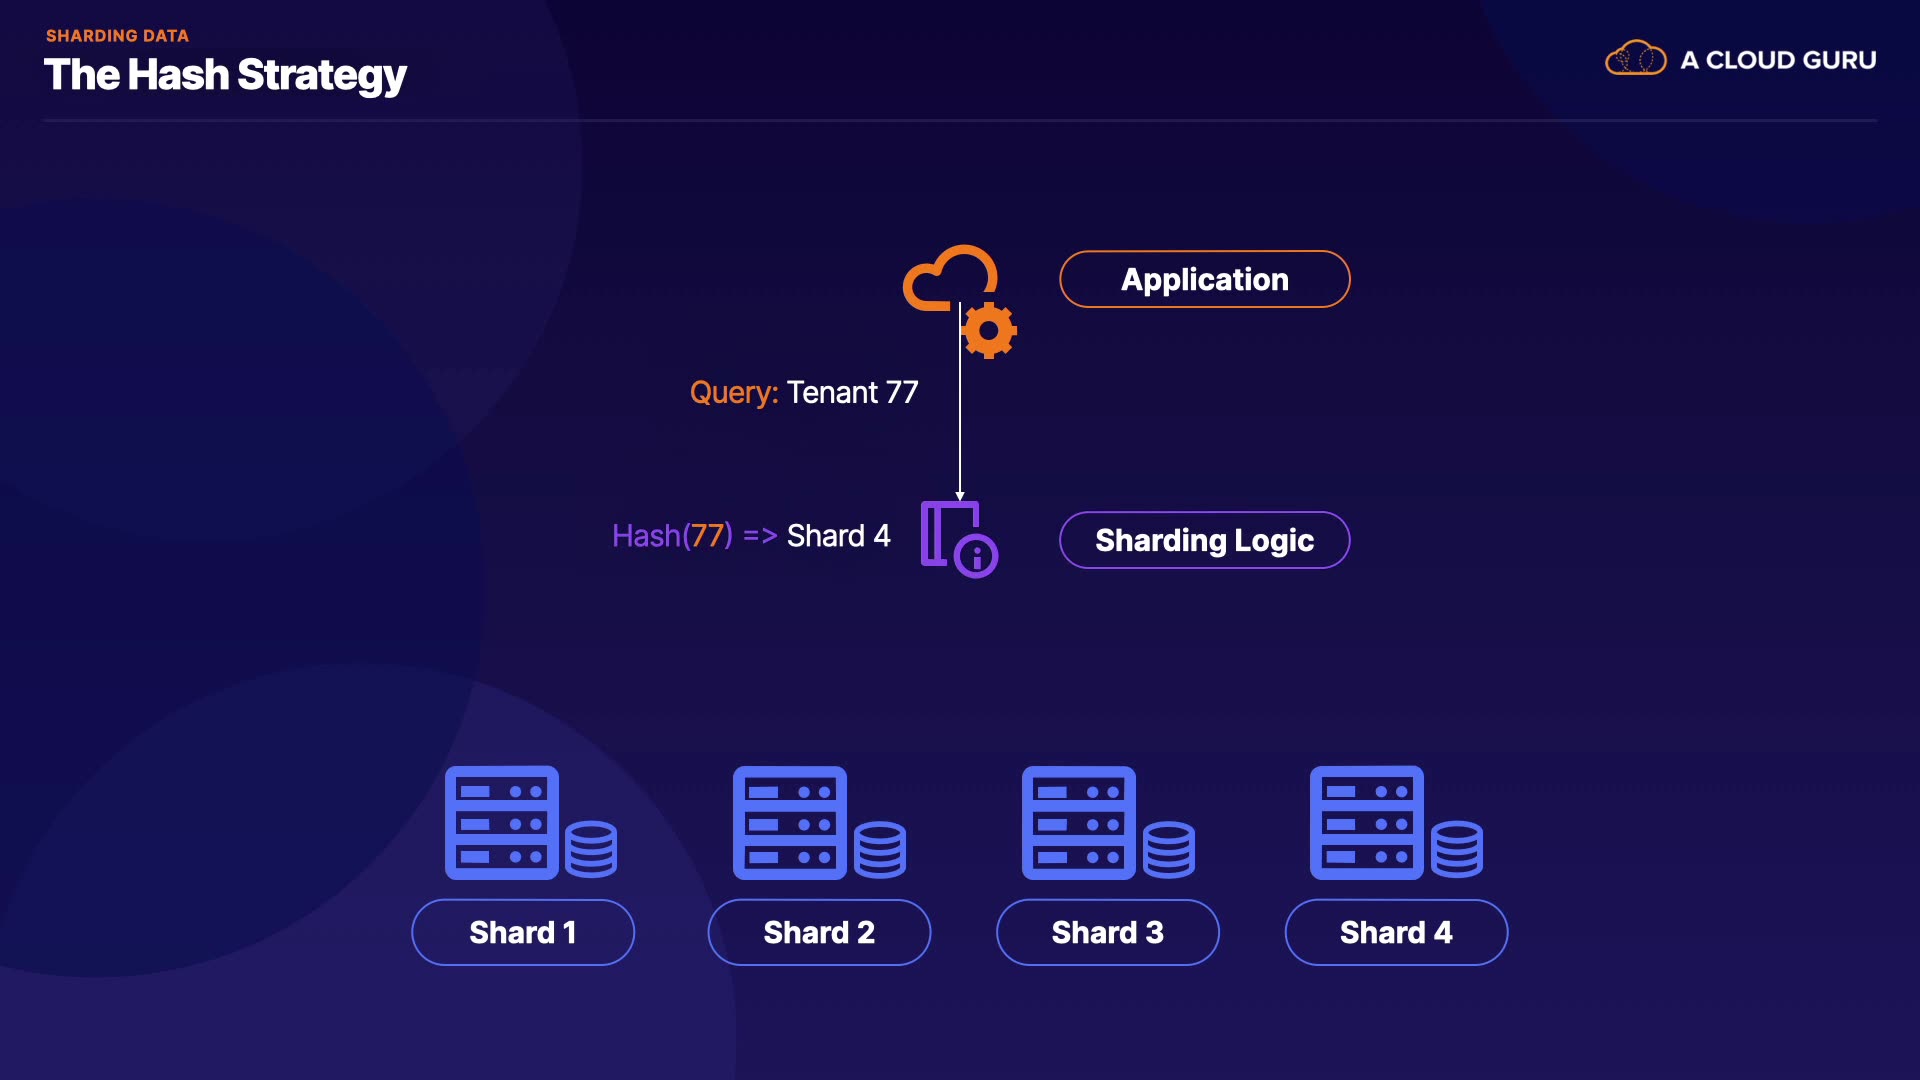 SHARDING DATA
The Hash Strategy
A CLOUD GURU
Application
Query: Tenant 77
Hash(77) => Shard 4
Sharding Logic
Shard 1
Shard 2
Shard 3
Shard 4